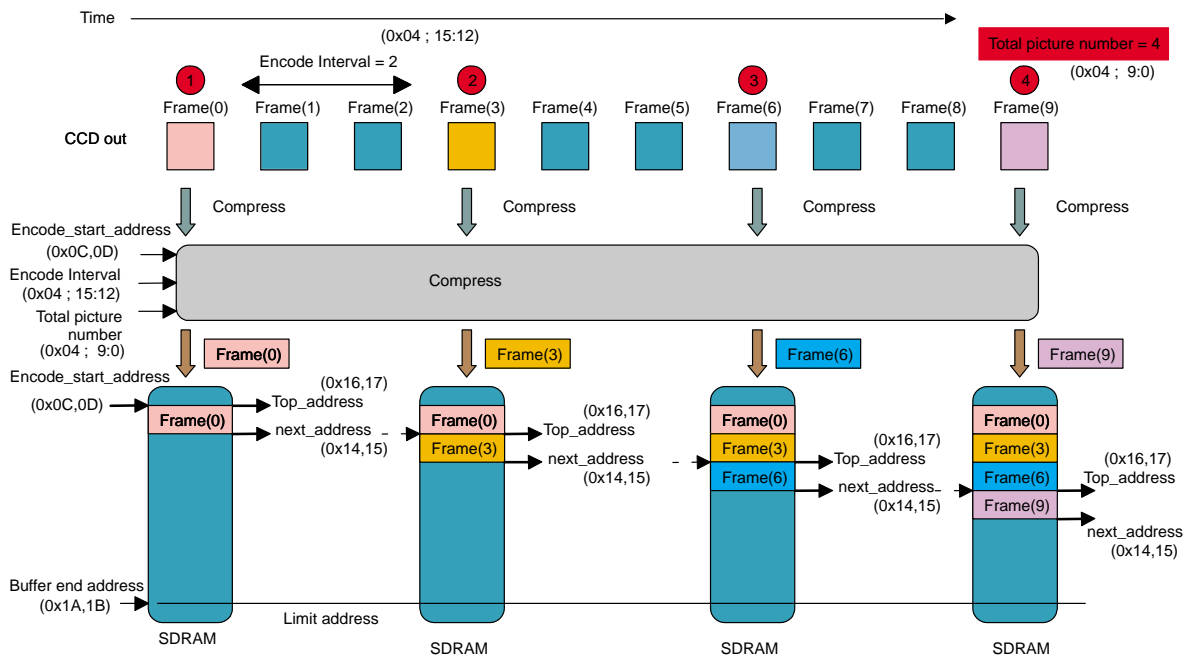 Time
(0x04 ; 15:12)
Total picture number = 4
(0x04 ; 9:0)
Encode Interval = 2
1
2
3
4
Frame(0)
Frame(1)
Frame(2)
Frame(3)
Frame(4)
Frame(5)
Frame(6)
Frame(7)
Frame(8)
Frame(9)
CCD out
Compress
Compress
Compress
Compress
Encode_start_address
(0x0C,0D)
Encode Interval
(0x04 ; 15:12)
Total picture
number
(0x04 ; 9:0)
Compress
Frame(0)
Frame(3)
Frame(6)
Frame(9)
Encode_start_address
(0x0C,0D)
Frame(0)
(0x16,17)
Top_address
next_address
(0x14,15)
Frame(0)
Frame(3)
(0x16,17)
Top_address
next_address
(0x14,15)
Frame(0)
Frame(3)
Frame(6)
(0x16,17)
Top_address
next_address
(0x14,15)
Frame(0)
Frame(3)
Frame(6)
Frame(9)
(0x16,17)
Top_address
next_address
(0x14,15)
Buffer end address
(0x1A,1B)
Limit address
SDRAM
SDRAM
SDRAM
SDRAM